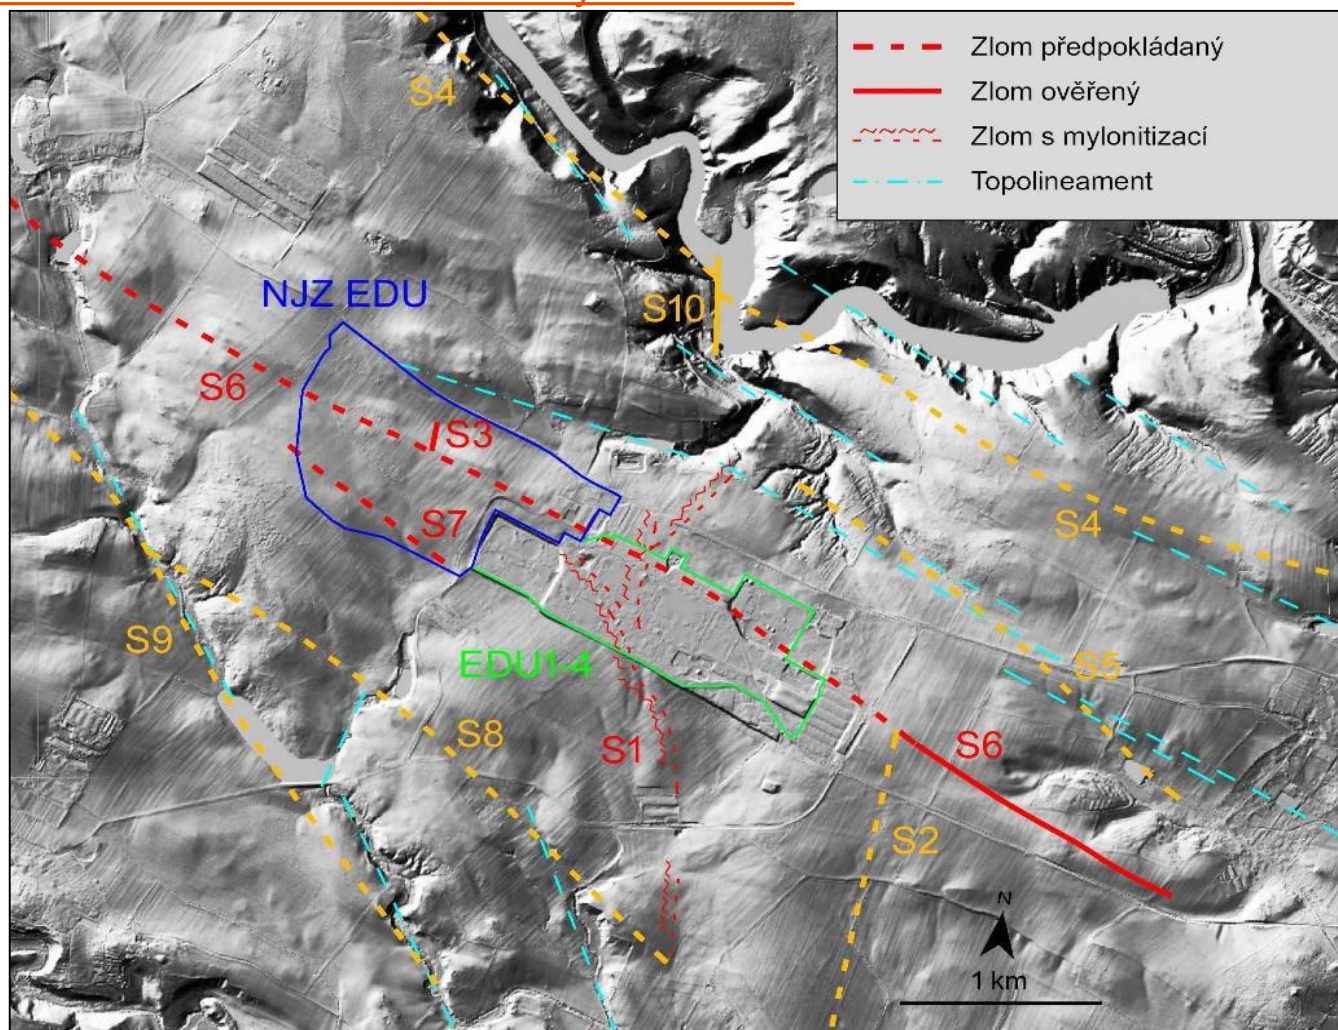 Zlom předpokládaný
Zlom ověřený
Zlom s mylonitizací
Topolineament
S4
S10
NJZ EDU
S6
S3
S7
S4
S9
EDU1-4
S5
S8
S1
S6
S2
N
1 km